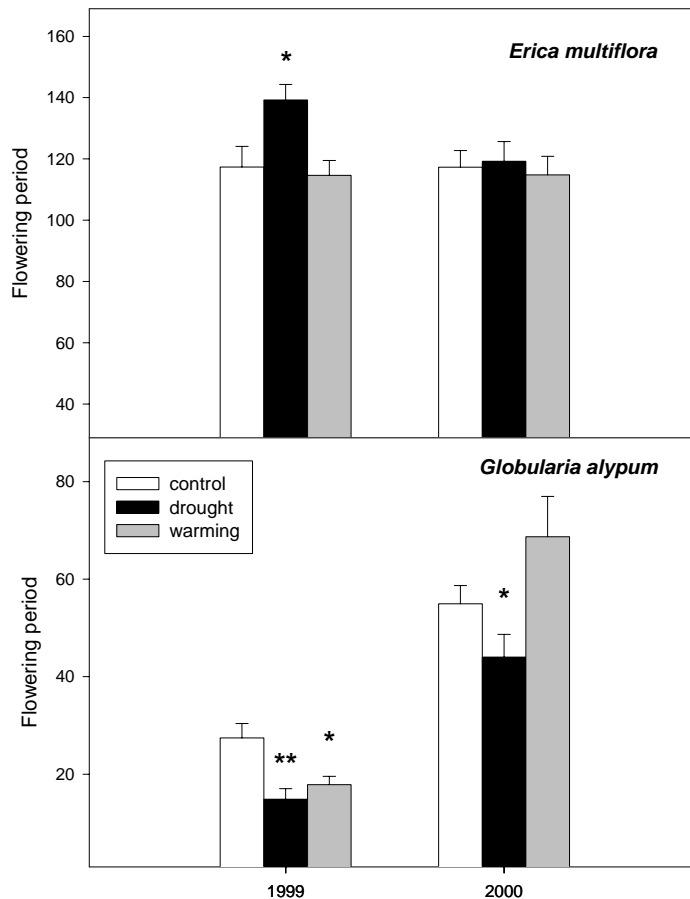 160
*
Erica multiflora
140
120
100
80
60
40
Flowering period
Globularia alypum
80
control
drought
warming
60
*
40
*
**
20
Flowering period
1999
2000